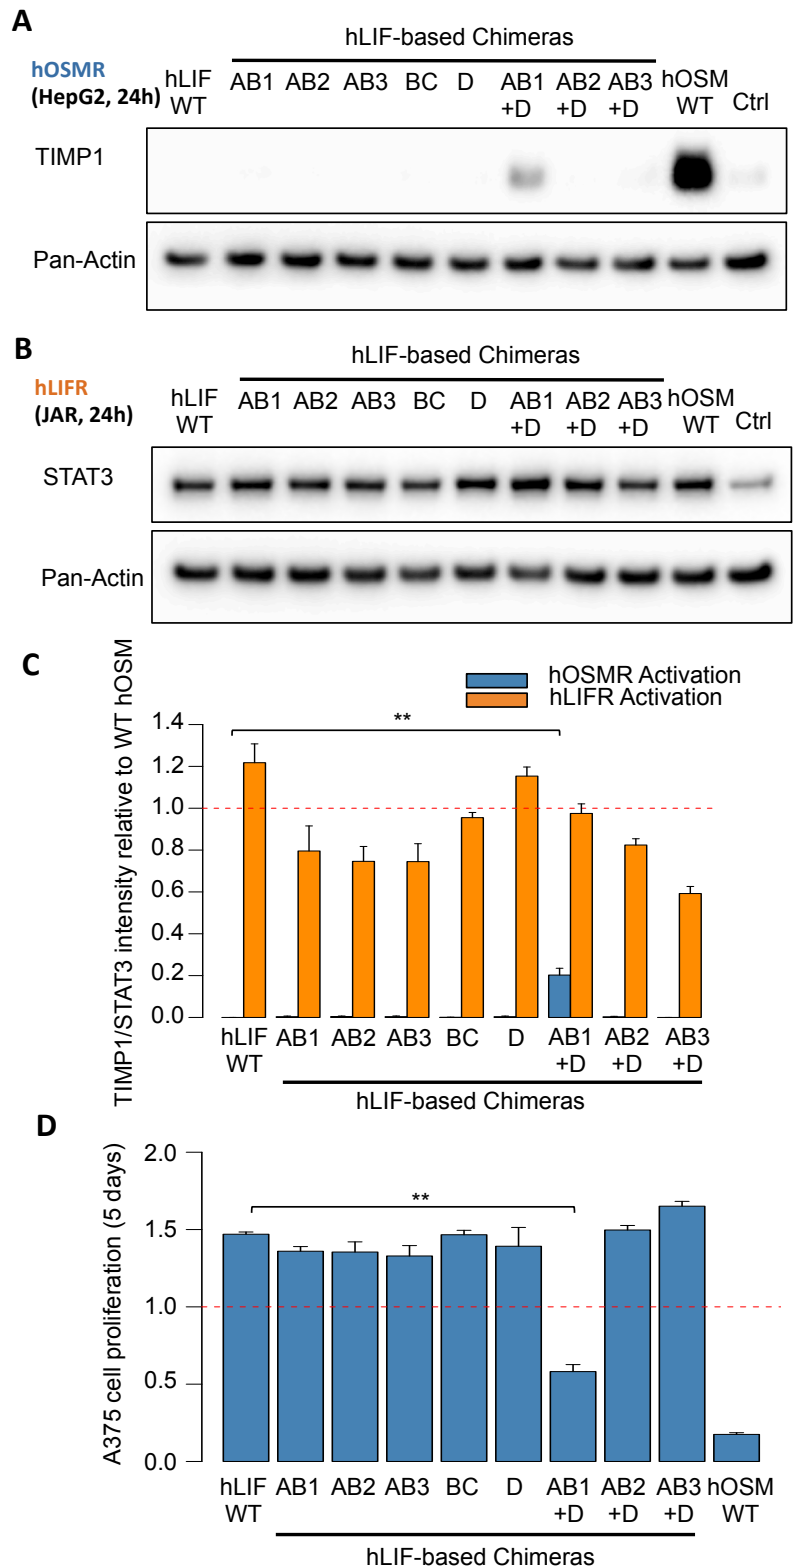 A
hLIF-based Chimeras
hOSMR
(HepG2, 24h)
hLIF WT
AB1 AB2 AB3 BC D AB1 +D AB2 +D AB3 +D
hOSM WT
Ctrl
TIMP1
Pan-Actin
B
hLIF-based Chimeras
hLIFR
(JAR, 24h)
hLIF WT
AB1 AB2 AB3 BC D AB1 +D AB2 +D AB3 +D
hOSM WT
Ctrl
STAT3
Pan-Actin
C
TIMP1/STAT3 intensity relative to WT hOSM
hOSMR Activation
hLIFR Activation
**
1.4
1.2
1.0
0.8
0.6
0.4
0.2
0.0
hLIF WT
AB1 AB2 AB3 BC D AB1 +D AB2 +D AB3 +D
hLIF-based Chimeras
D
A375 cell proliferation (5 days)
**
2.0
1.5
1.0
0.5
0.0
hLIF WT
AB1 AB2 AB3 BC D AB1 +D AB2 +D AB3 +D
hOSM WT
hLIF-based Chimeras